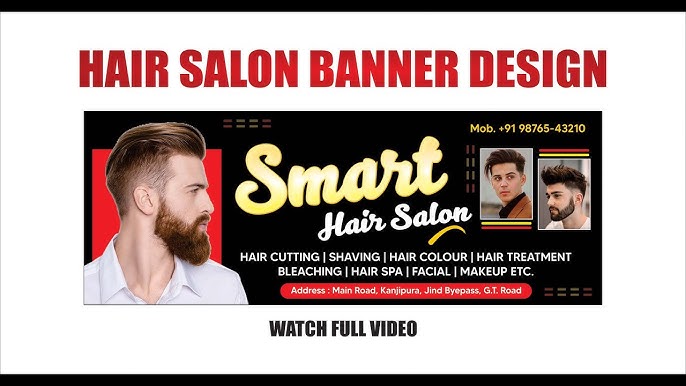 HAIR SALON BANNER DESIGN
Mob. +91 98765-43210
Smart
Hair Salon
HAIR CUTTING | SHAVING | HAIR COLOUR | HAIR TREATMENT
BLEACHING | HAIR SPA | FACIAL | MAKEUP ETC.
Address : Main Road, Kanjipura, Jind Byepass, G.T. Road
WATCH FULL VIDEO